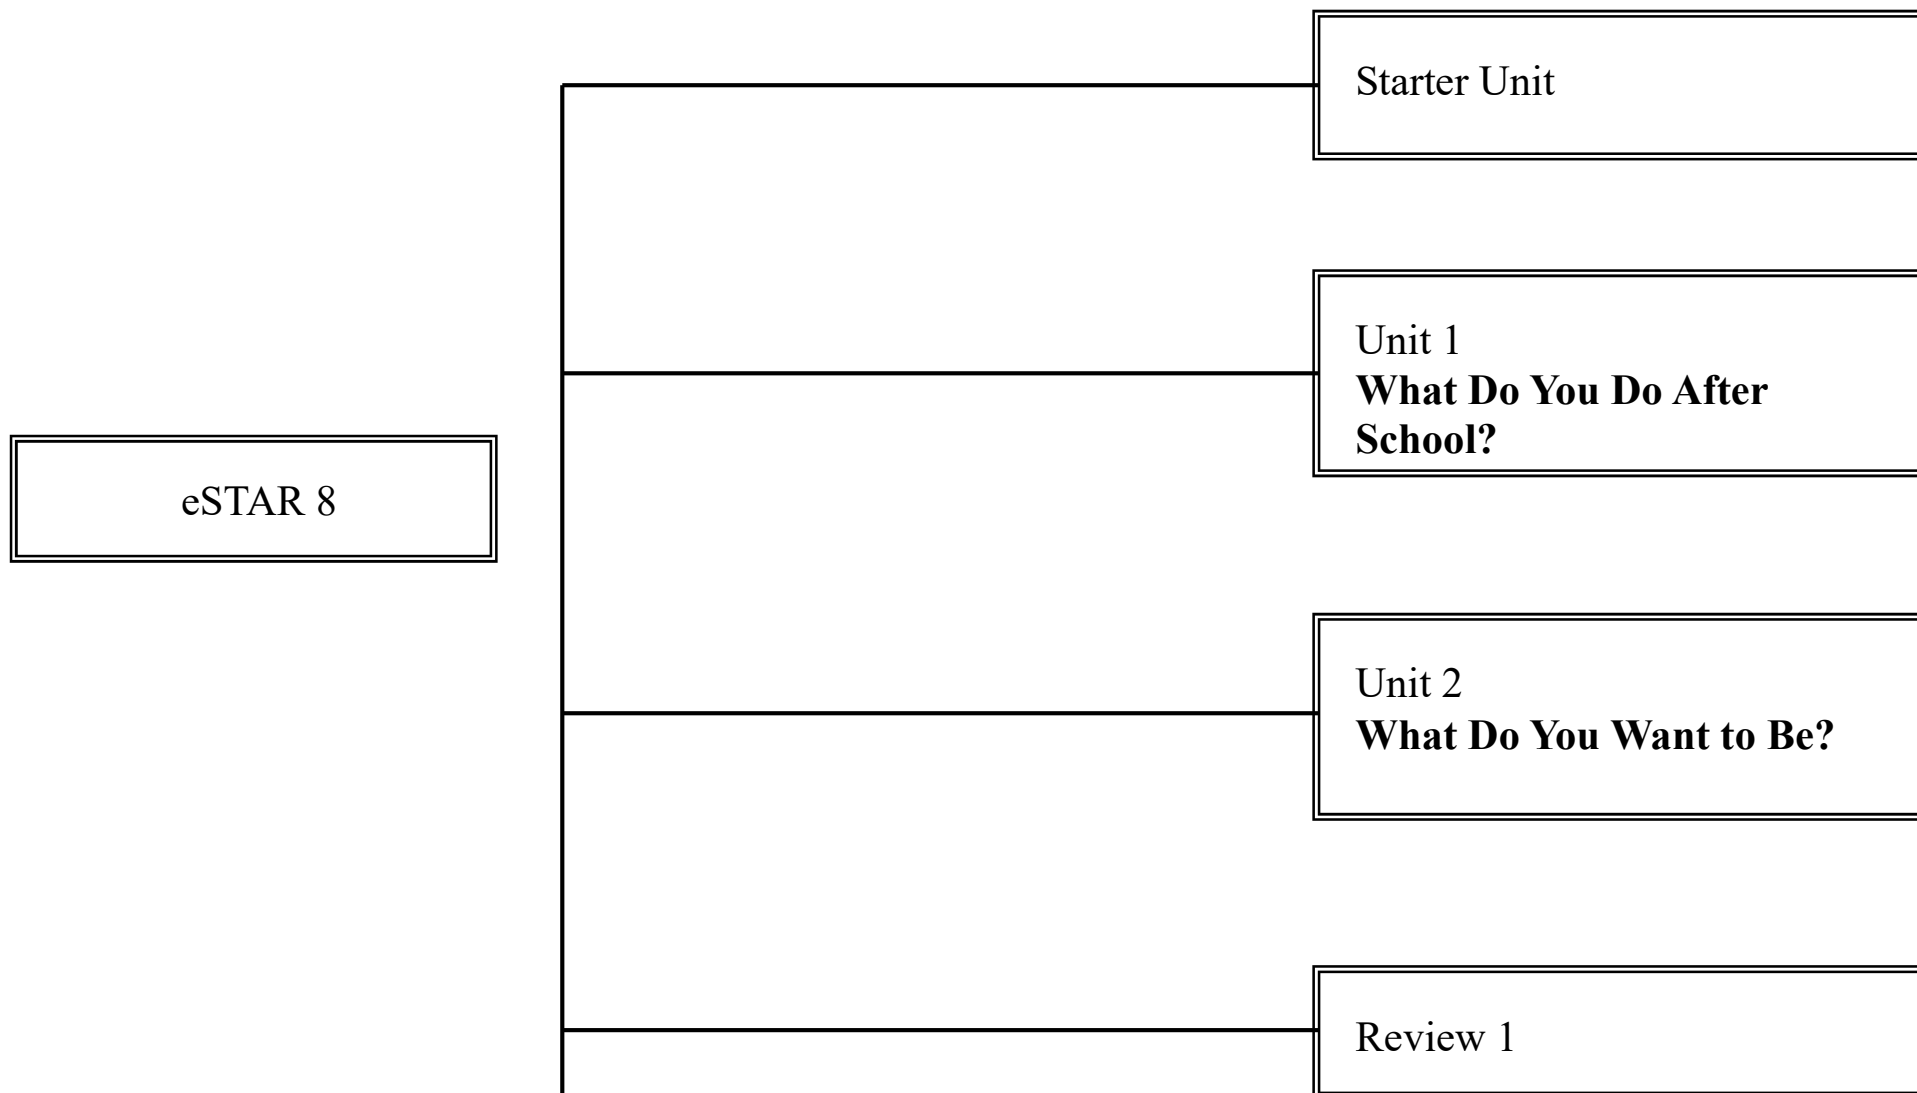 Starter Unit
Unit 1
What Do You Do After
School?
eSTAR 8
Unit 2
What Do You Want to Be?
Review 1